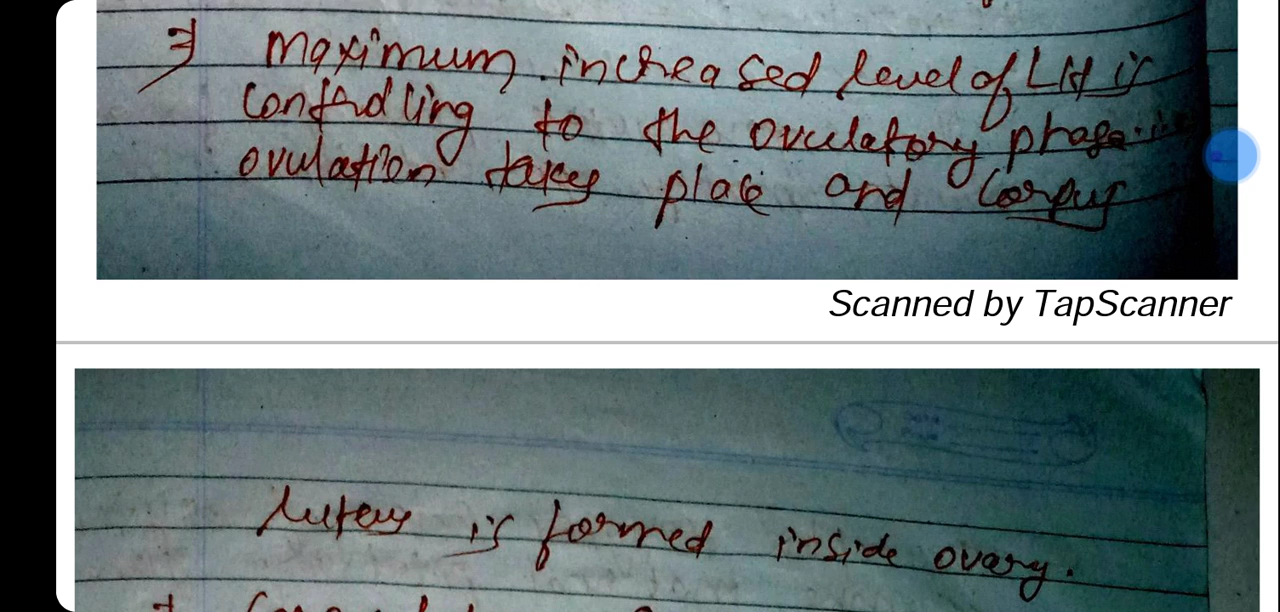 ⇒ maximum increased level of LH is
controlling to the ovulatory phase.
ovulation takes place and Corpus
Scanned by TapScanner
luteus is formed inside ovary.